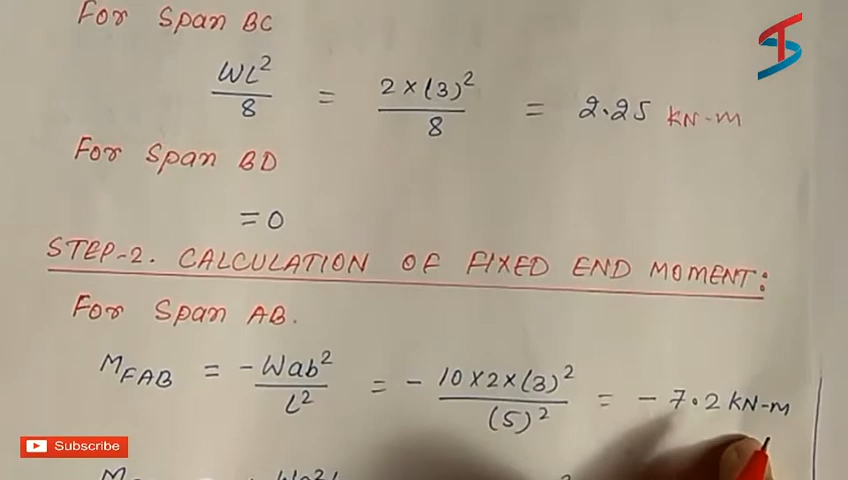 For Span BC
WL²/8 = 2×(3)²/8 = 2.25 KN-m
For Span BD
=0
STEP-2. CALCULATION OF FIXED END MOMENT:
For Span AB.
MFAB = -Wab²/L² = - 10×2×(3)²/(5)² = - 7.2 KN-m
Subscribe